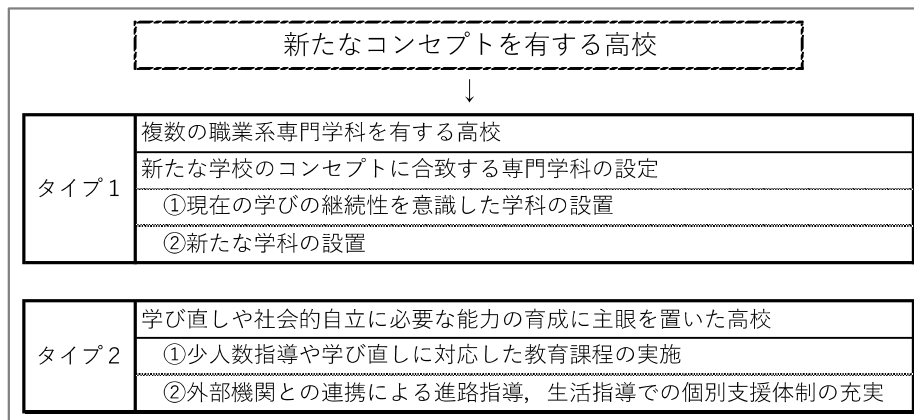 新たなコンセプトを有する高校
↓
タイプ1
複数の職業系専門学科を有する高校
新たな学校のコンセプトに合致する専門学科の設定
①現在の学びの継続性を意識した学科の設置
②新たな学科の設置
タイプ2
学び直しや社会的自立に必要な能力の育成に主眼を置いた高校
①少人数指導や学び直しに対応した教育課程の実施
②外部機関との連携による進路指導，生活指導での個別支援体制の充実